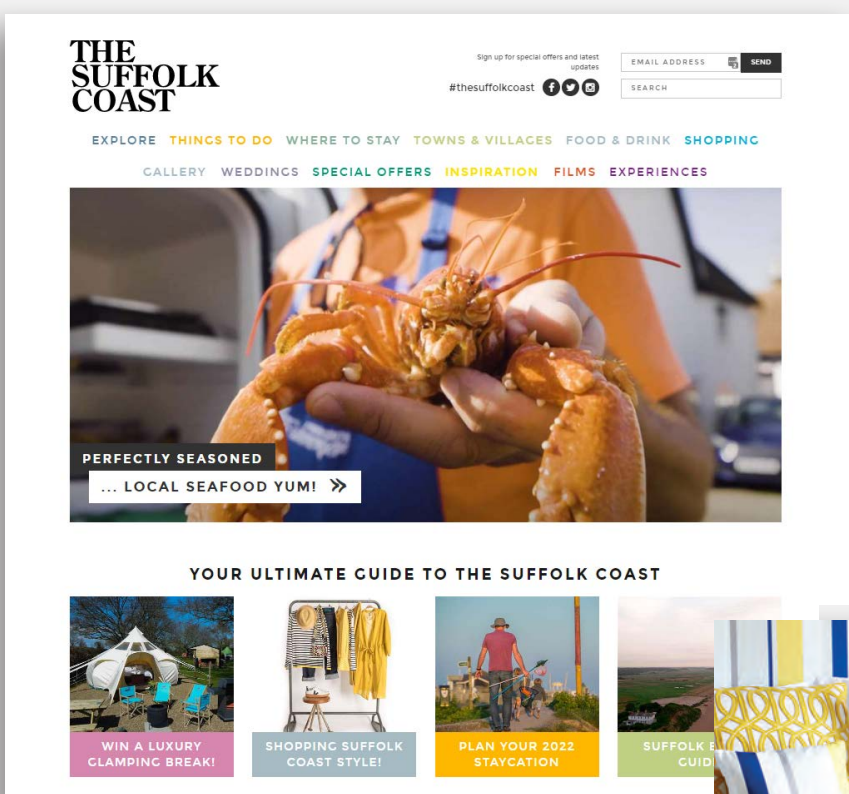 THE
SUFFOLK
COAST
Sign up for special offers and latest
updates
EMAIL ADDRESS
SEND
#thesuffolkcoast
SEARCH
EXPLORE THINGS TO DO WHERE TO STAY TOWNS & VILLAGES FOOD & DRINK SHOPPING
GALLERY WEDDINGS SPECIAL OFFERS INSPIRATION FILMS EXPERIENCES
PERFECTLY SEASONED
... LOCAL SEAFOOD YUM! »
YOUR ULTIMATE GUIDE TO THE SUFFOLK COAST
WIN A LUXURY
GLAMPING BREAK!
SHOPPING SUFFOLK
COAST STYLE!
PLAN YOUR 2022
STAYCATION
SUFFOLK